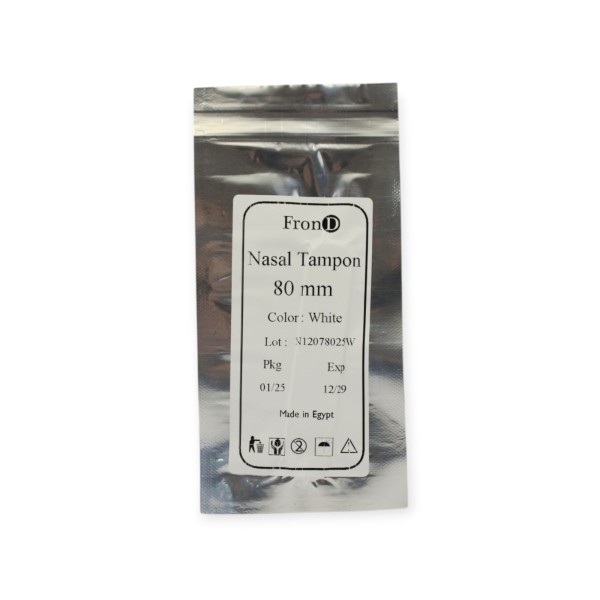 FronD
Nasal Tampon
80 mm
Color : White
Lot : N12078025W
Pkg Exp
01/25 12/29
Made in Egypt